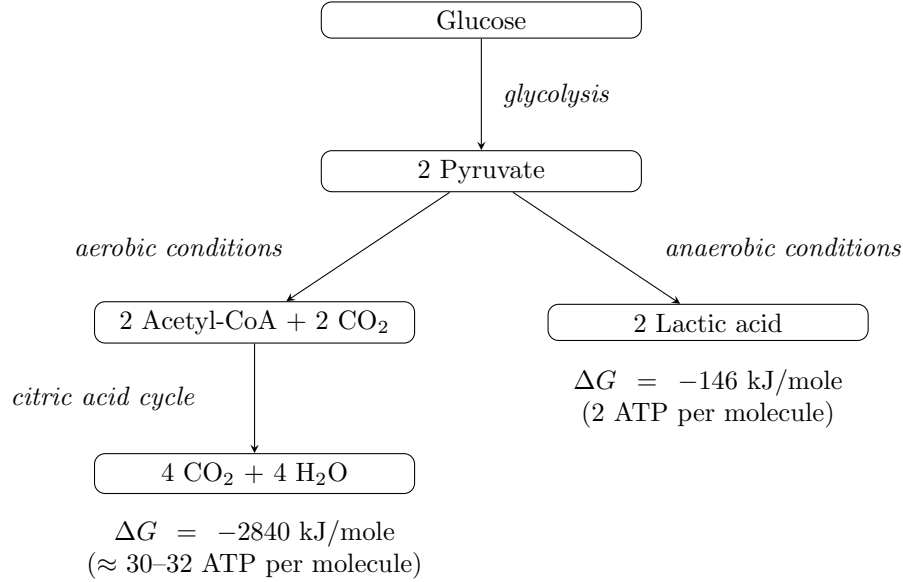 Glucose
glycolysis
2 Pyruvate
aerobic conditions
anaerobic conditions
2 Acetyl-CoA + 2 CO₂
2 Lactic acid
citric acid cycle
ΔG = −146 kJ/mole
(2 ATP per molecule)
4 CO₂ + 4 H₂O
ΔG = −2840 kJ/mole
(≈ 30–32 ATP per molecule)